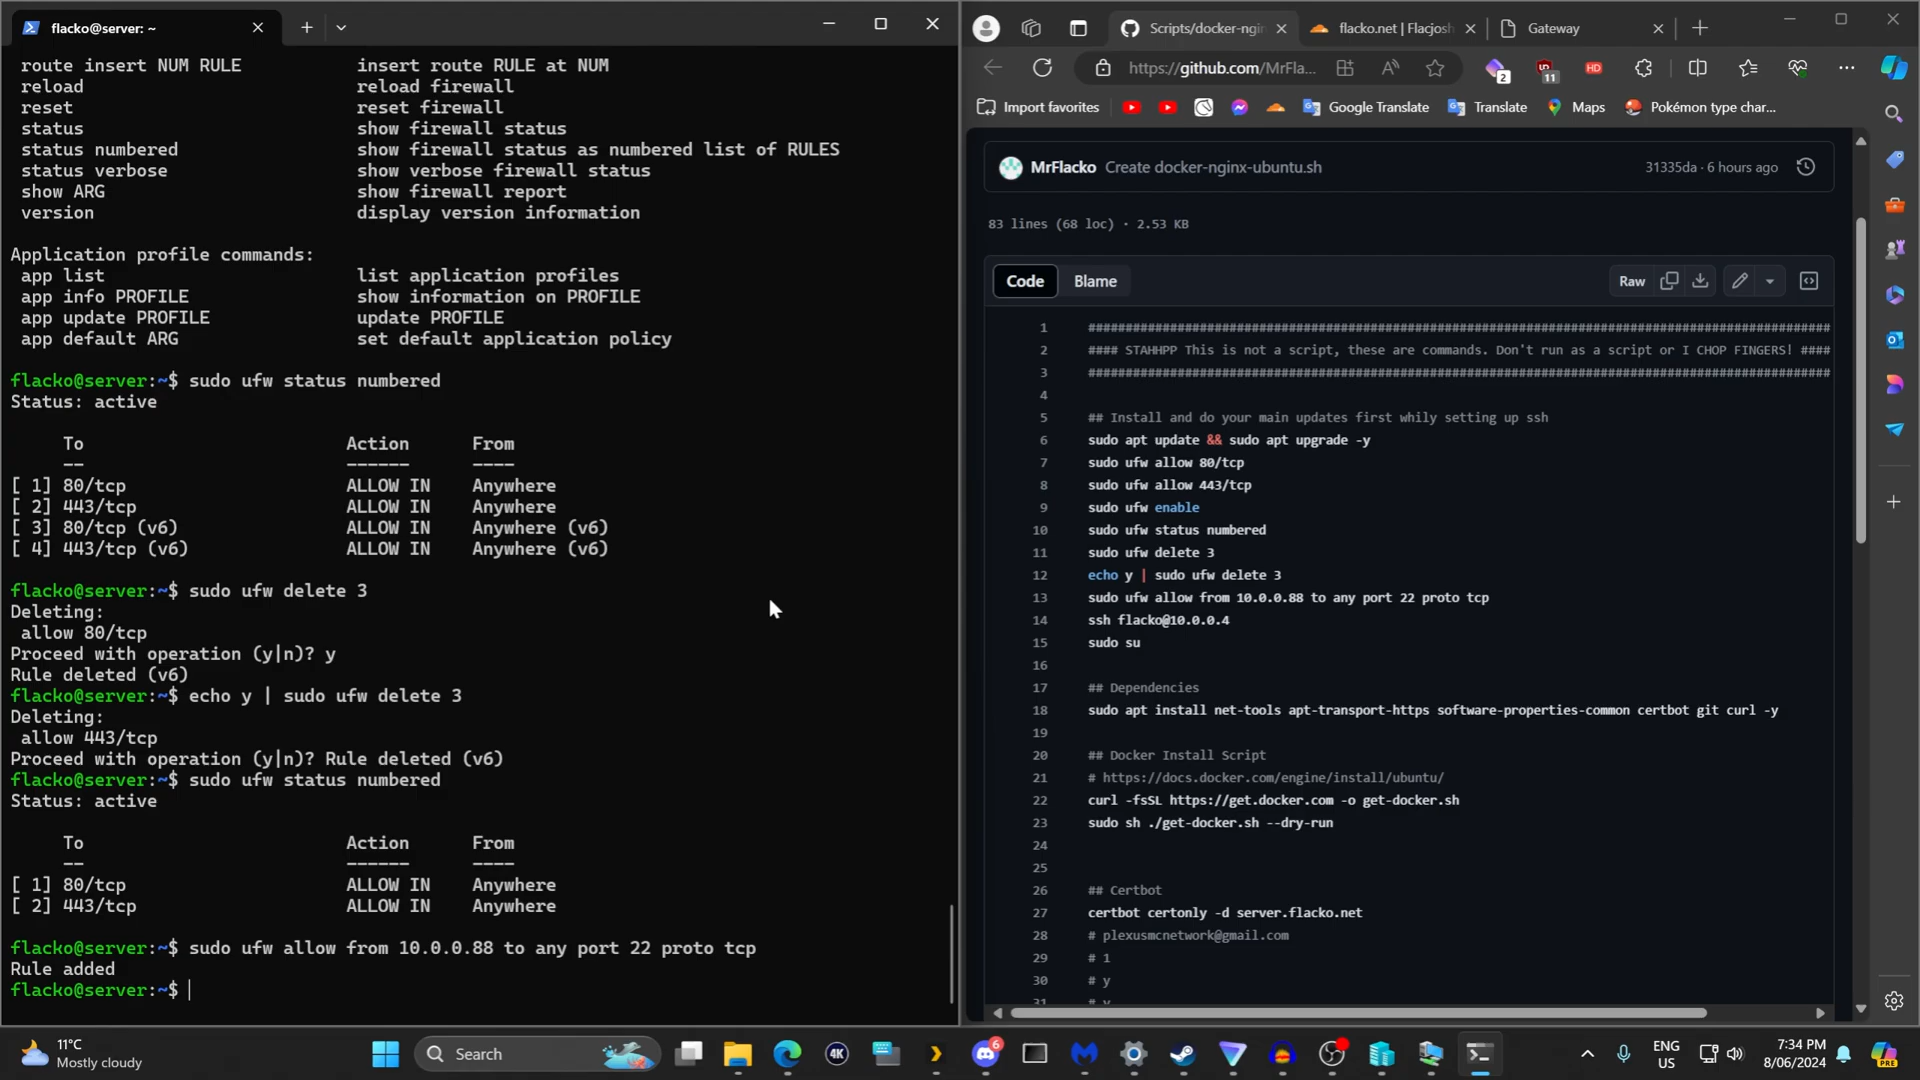 flacko@server: ~
route insert NUM RULE insert route RULE at NUM
reload reload firewall
reset reset firewall
status show firewall status
status numbered show firewall status as numbered list of RULES
status verbose show verbose firewall status
show ARG show firewall report
version display version information
Application profile commands:
app list list application profiles
app info PROFILE show information on PROFILE
app update PROFILE update PROFILE
app default ARG set default application policy
flacko@server:~$ sudo ufw status numbered
Status: active
To Action From
-- ------ ----
[ 1] 80/tcp ALLOW IN Anywhere
[ 2] 443/tcp ALLOW IN Anywhere
[ 3] 80/tcp (v6) ALLOW IN Anywhere (v6)
[ 4] 443/tcp (v6) ALLOW IN Anywhere (v6)
flacko@server:~$ sudo ufw delete 3
Deleting:
allow 80/tcp
Proceed with operation (y|n)? y
Rule deleted (v6)
flacko@server:~$ echo y | sudo ufw delete 3
Deleting:
allow 443/tcp
Proceed with operation (y|n)? Rule deleted (v6)
flacko@server:~$ sudo ufw status numbered
Status: active
To Action From
-- ------ ----
[ 1] 80/tcp ALLOW IN Anywhere
[ 2] 443/tcp ALLOW IN Anywhere
flacko@server:~$ sudo ufw allow from 10.0.0.88 to any port 22 proto tcp
Rule added
flacko@server:~$
Scripts/docker-ngin
flacko.net | Flacjosh
Gateway
https://github.com/MrFla...
2
11
HD
Import favorites
Google Translate
Translate
Maps
Pokémon type char...
MrFlacko Create docker-nginx-ubuntu.sh 31335da · 6 hours ago
83 lines (68 loc) · 2.53 KB
Code Blame Raw
1 ####################################################################################################
2 #### STAHHPP This is not a script, these are commands. Don't run as a script or I CHOP FINGERS! ####
3 ####################################################################################################
4
5 ## Install and do your main updates first whily setting up ssh
6 sudo apt update && sudo apt upgrade -y
7 sudo ufw allow 80/tcp
8 sudo ufw allow 443/tcp
9 sudo ufw enable
10 sudo ufw status numbered
11 sudo ufw delete 3
12 echo y | sudo ufw delete 3
13 sudo ufw allow from 10.0.0.88 to any port 22 proto tcp
14 ssh flacko@10.0.0.4
15 sudo su
16
17 ## Dependencies
18 sudo apt install net-tools apt-transport-https software-properties-common certbot git curl -y
19
20 ## Docker Install Script
21 # https://docs.docker.com/engine/install/ubuntu/
22 curl -fsSL https://get.docker.com -o get-docker.sh
23 sudo sh ./get-docker.sh --dry-run
24
25
26 ## Certbot
27 certbot certonly -d server.flacko.net
28 # plexusmcnetwork@gmail.com
29 # 1
30 # y
31 # y
11°C
Mostly cloudy
Search
4K
6
ENG
US
7:34 PM
8/06/2024
PRE